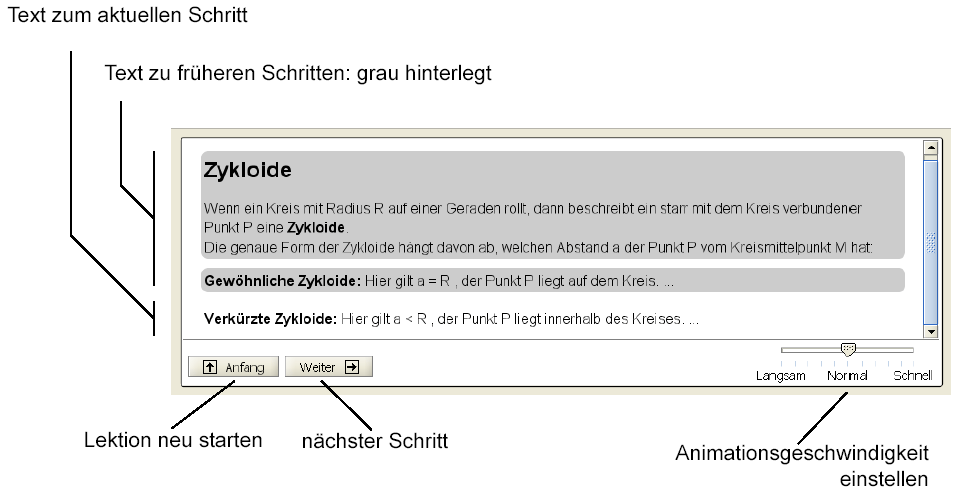 Text zum aktuellen Schritt
Text zu früheren Schritten: grau hinterlegt
Zykloide
Wenn ein Kreis mit Radius R auf einer Geraden rollt, dann beschreibt ein starr mit dem Kreis verbundener
Punkt P eine Zykloide.
Die genaue Form der Zykloide hängt davon ab, welchen Abstand a der Punkt P vom Kreismittelpunkt M hat:
Gewöhnliche Zykloide: Hier gilt a = R , der Punkt P liegt auf dem Kreis. ...
Verkürzte Zykloide: Hier gilt a < R , der Punkt P liegt innerhalb des Kreises. ...
Anfang Weiter
Langsam Normal Schnell
Lektion neu starten nächster Schritt
Animationsgeschwindigkeit
einstellen